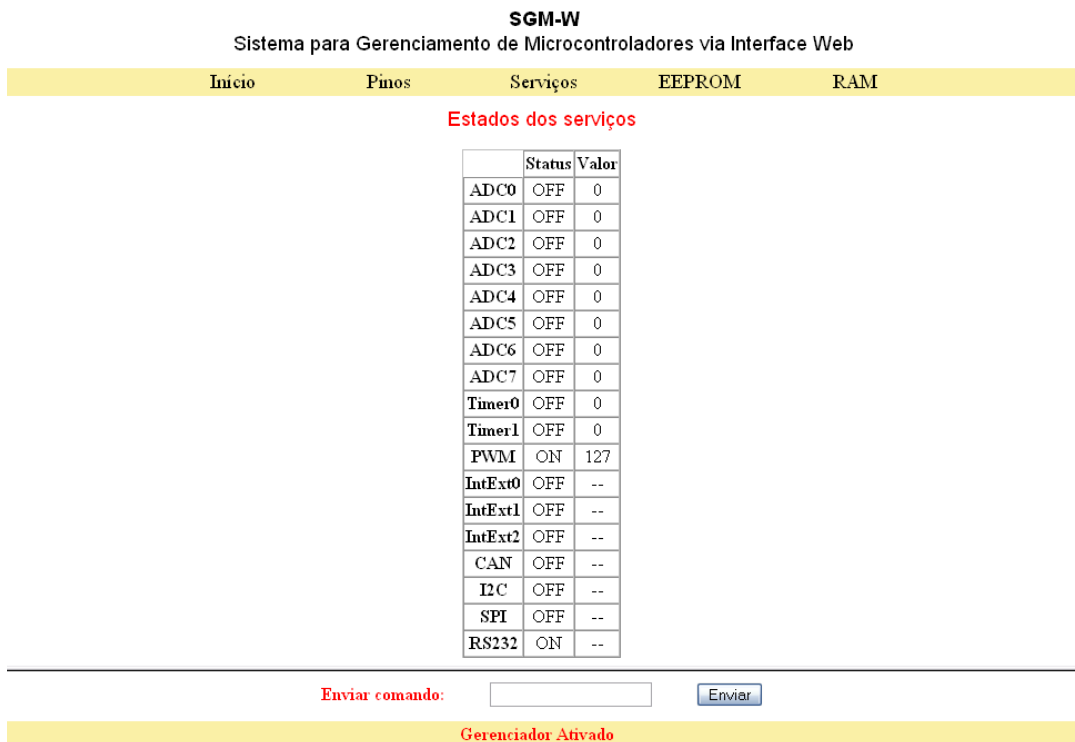 SGM-W
Sistema para Gerenciamento de Microcontroladores via Interface Web
Início Pinos Serviços EEPROM RAM
Estados dos serviços
Status Valor
ADC0 OFF 0
ADC1 OFF 0
ADC2 OFF 0
ADC3 OFF 0
ADC4 OFF 0
ADC5 OFF 0
ADC6 OFF 0
ADC7 OFF 0
Timer0 OFF 0
Timer1 OFF 0
PWM ON 127
IntExt0 OFF --
IntExt1 OFF --
IntExt2 OFF --
CAN OFF --
I2C OFF --
SPI OFF --
RS232 ON --
Enviar comando: Enviar
Gerenciador Ativado